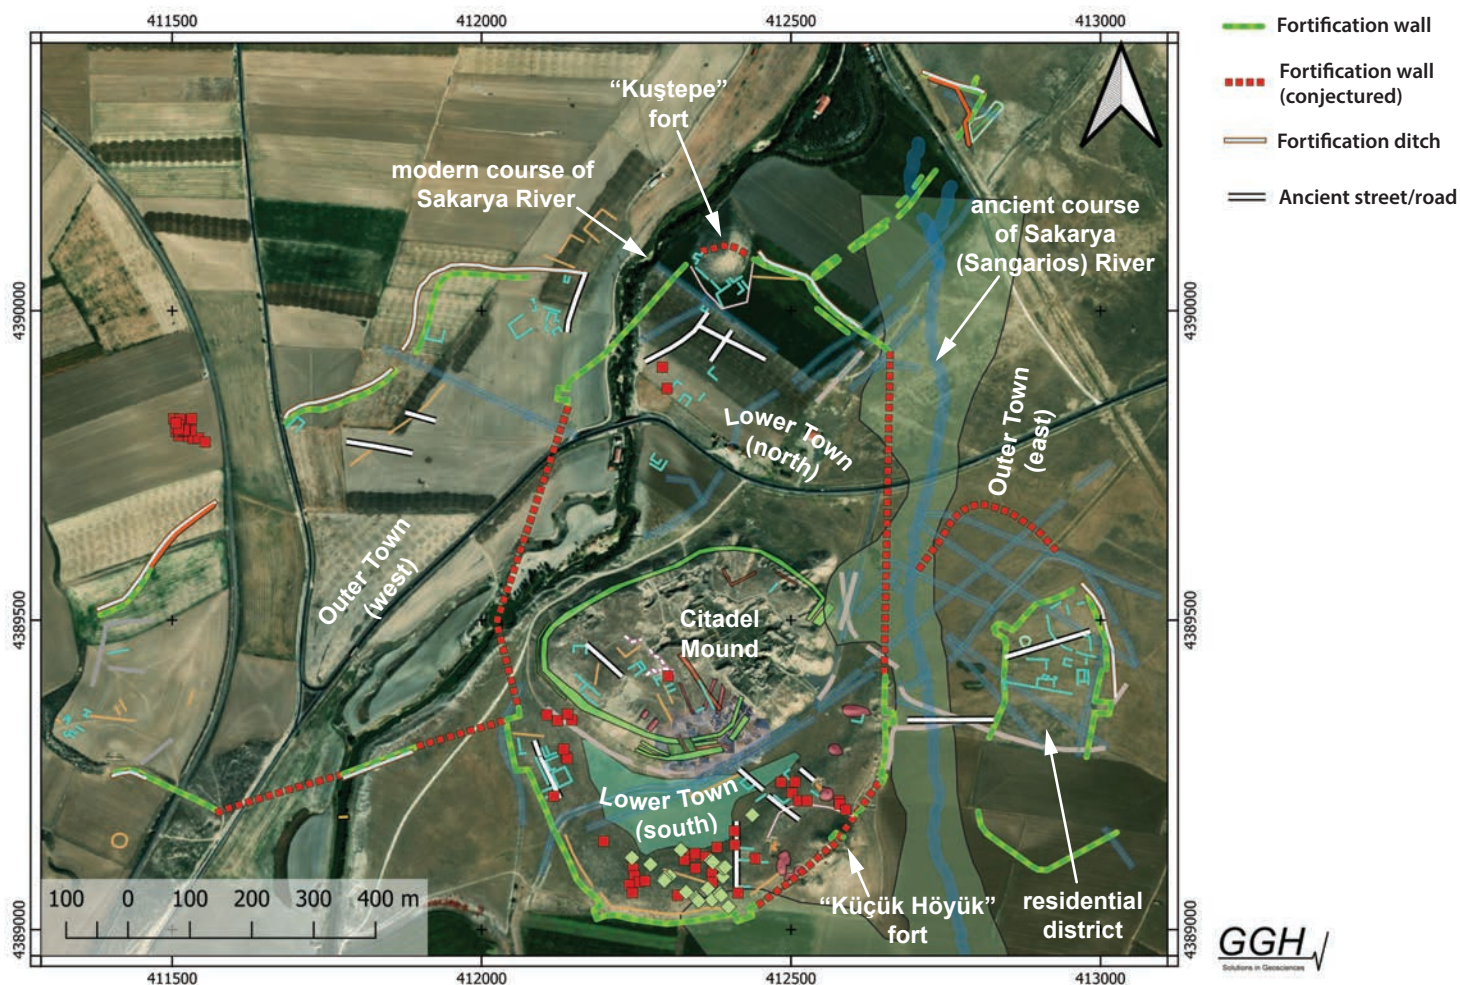 411500
412000
412500
413000
Fortification wall
Fortification wall
(conjectured)
Fortification ditch
Ancient street/road
“Kuştepe”
fort
modern course of
Sakarya River
ancient course
of Sakarya
(Sangarios) River
4390000
4390000
Lower Town
(north)
Outer Town
(east)
Outer Town
(west)
Citadel
Mound
4389500
4389500
Lower Town
(south)
“Küçük Höyük”
fort
residential
district
100 0 100 200 300 400 m
4389000
4389000
411500
412000
412500
413000
GGH
Solutions in Geosciences